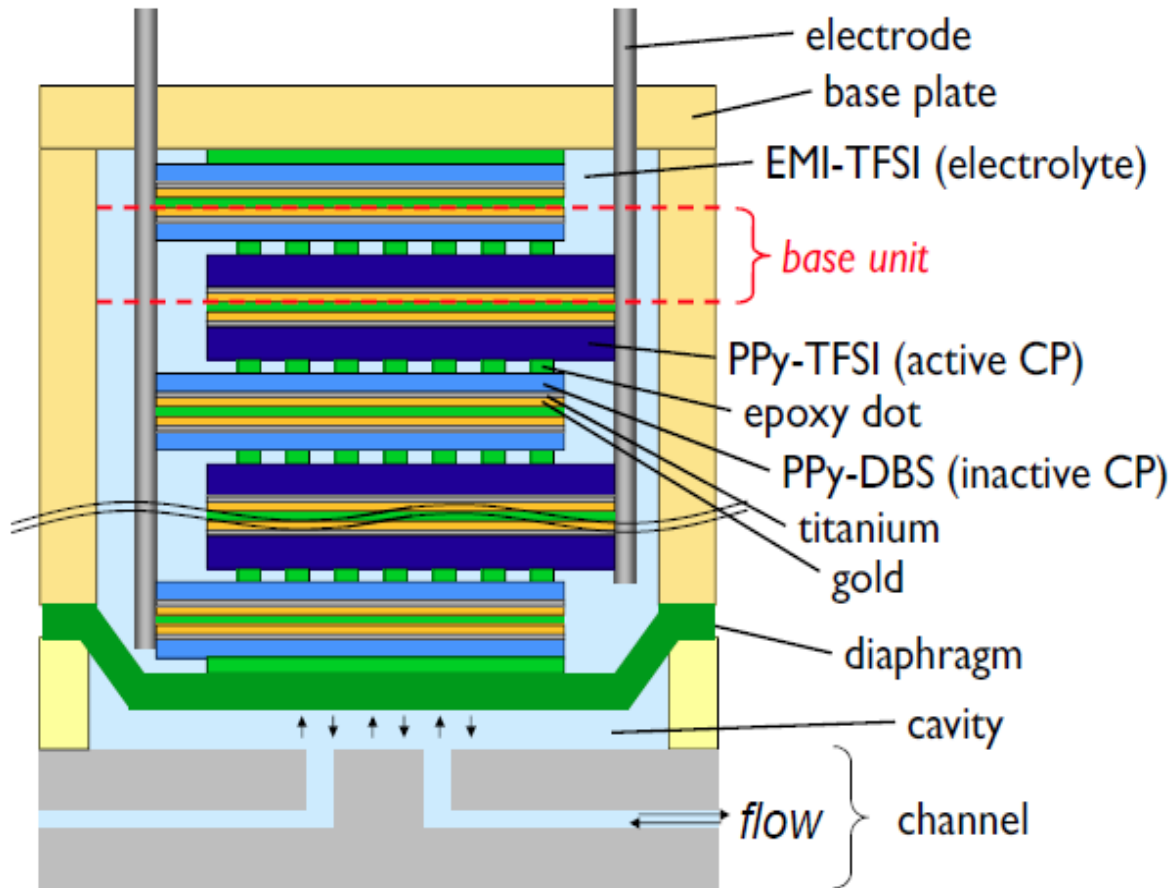 electrode
base plate
EMI-TFSI (electrolyte)
base unit
PPy-TFSI (active CP)
epoxy dot
PPy-DBS (inactive CP)
titanium
gold
diaphragm
cavity
flow
channel